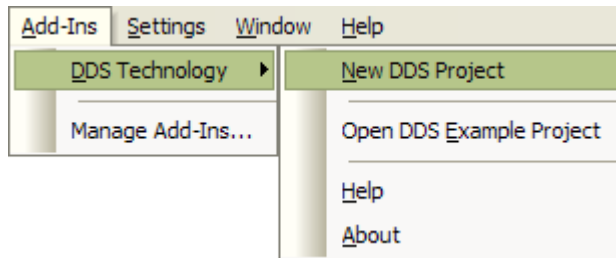 Add-Ins Settings Window Help
DDS Technology New DDS Project
Manage Add-Ins... Open DDS Example Project
Help
About